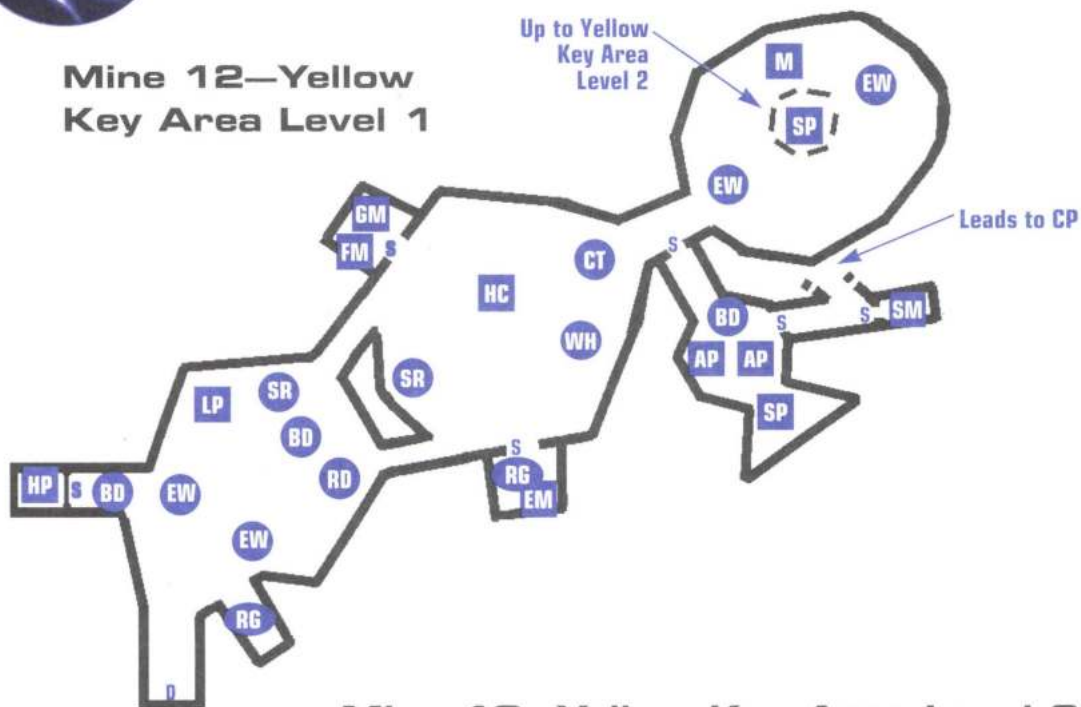 Mine 12—Yellow
Key Area Level 1
Up to Yellow
Key Area
Level 2
M
EW
SP
EW
Leads to CP
GM
FM
S
S
CT
HC
BD
S
S
SM
WH
AP
AP
SR
SR
LP
SP
BD
S
HP
S
BD
EW
RD
RG
EM
EW
RG
D